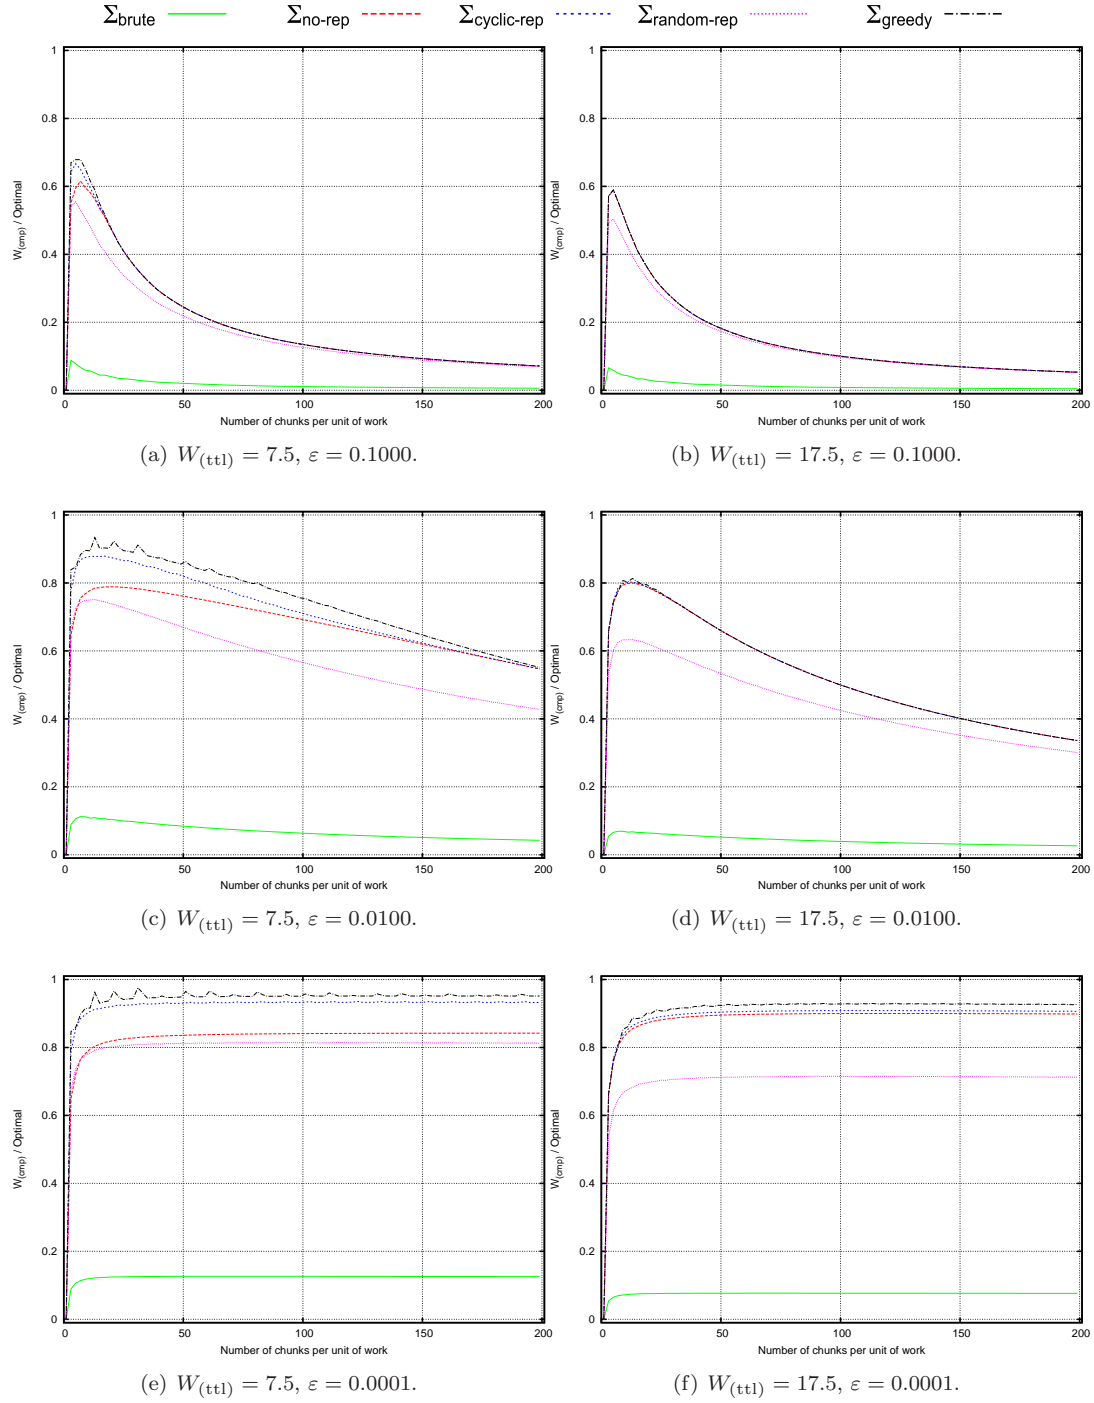 Σbrute Σno-rep Σcyclic-rep Σrandom-rep Σgreedy
1
0.8
0.6
0.4
0.2
0
W(cmp) / Optimal
0 50 100 150 200
Number of chunks per unit of work
(a) W(ttl) = 7.5, ε = 0.1000.
1
0.8
0.6
0.4
0.2
0
W(cmp) / Optimal
0 50 100 150 200
Number of chunks per unit of work
(b) W(ttl) = 17.5, ε = 0.1000.
1
0.8
0.6
0.4
0.2
0
W(cmp) / Optimal
0 50 100 150 200
Number of chunks per unit of work
(c) W(ttl) = 7.5, ε = 0.0100.
1
0.8
0.6
0.4
0.2
0
W(cmp) / Optimal
0 50 100 150 200
Number of chunks per unit of work
(d) W(ttl) = 17.5, ε = 0.0100.
1
0.8
0.6
0.4
0.2
0
W(cmp) / Optimal
0 50 100 150 200
Number of chunks per unit of work
(e) W(ttl) = 7.5, ε = 0.0001.
1
0.8
0.6
0.4
0.2
0
W(cmp) / Optimal
0 50 100 150 200
Number of chunks per unit of work
(f) W(ttl) = 17.5, ε = 0.0001.